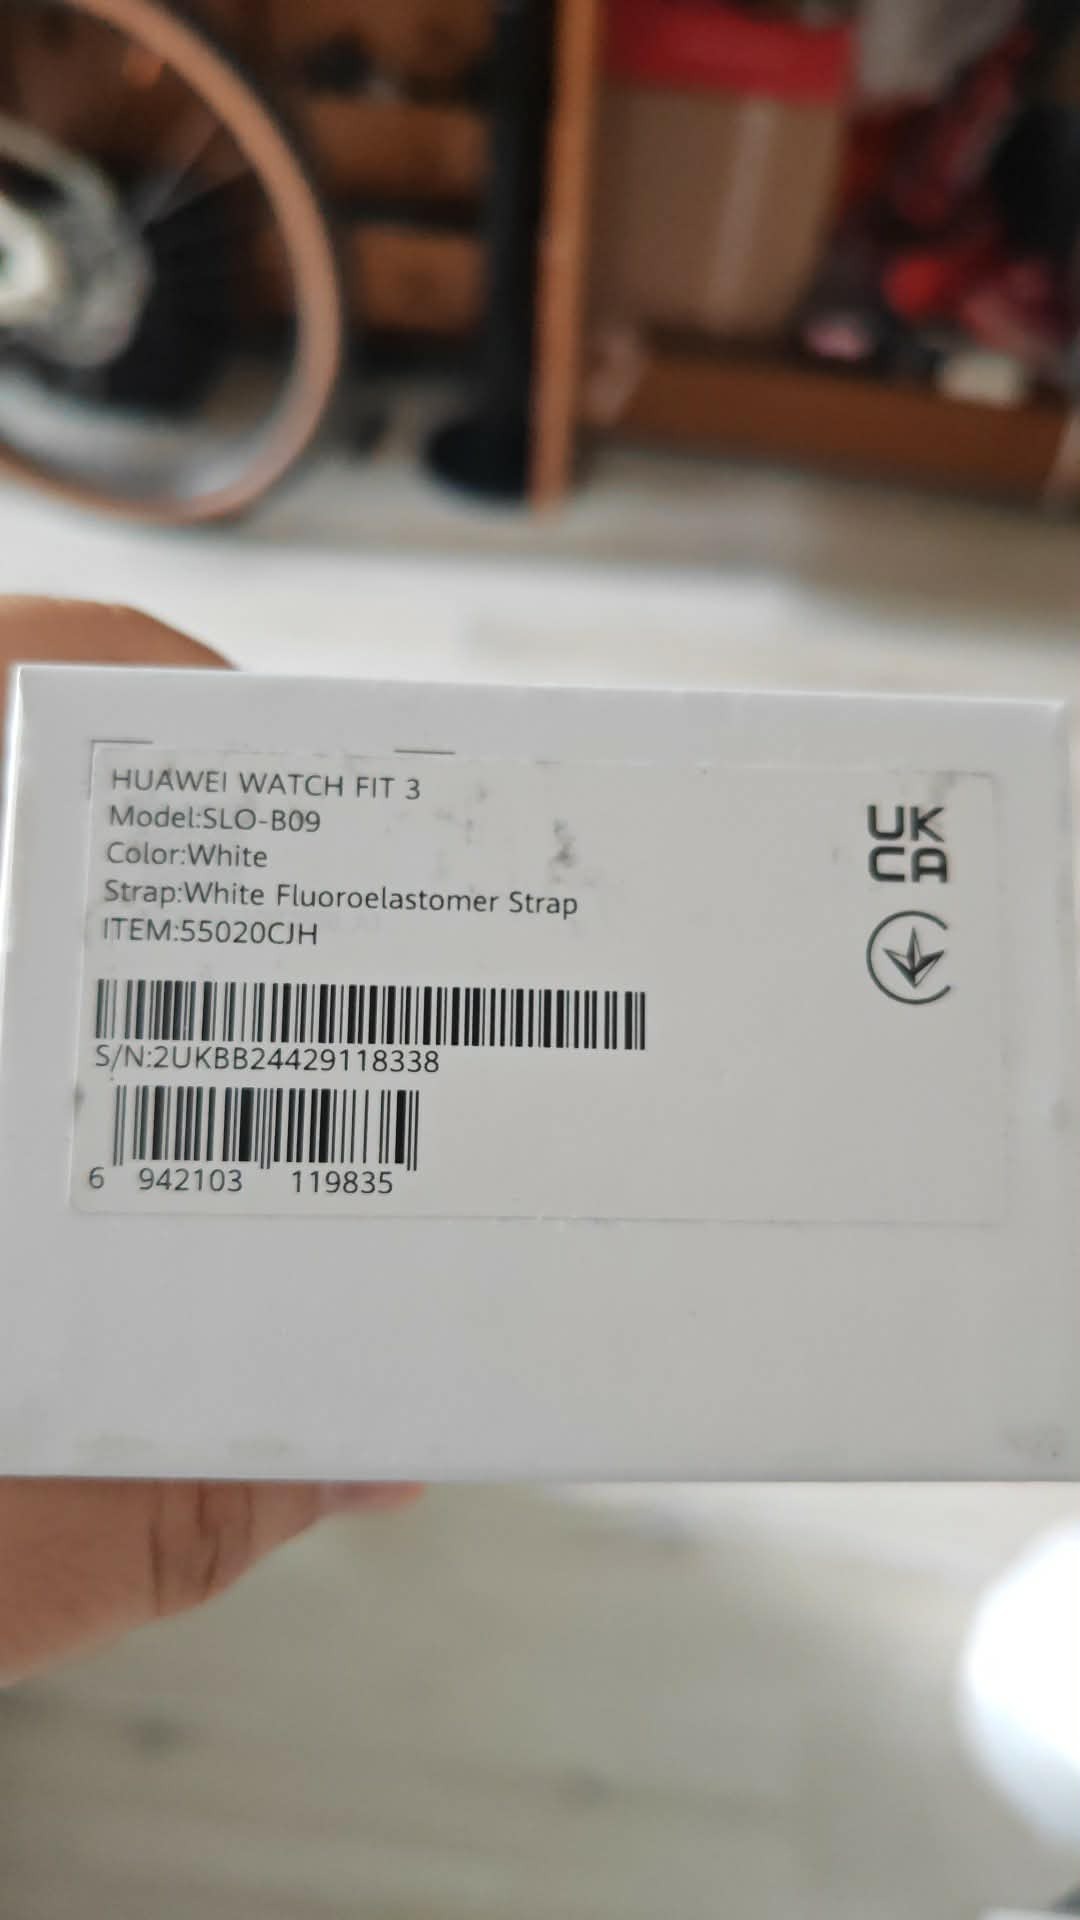 HUAWEI WATCH FIT 3
Model:SLO-B09
Color:White
Strap:White Fluoroelastomer Strap
ITEM:55020CJH
S/N:2UKBB24429118338
6 942103 119835
UK
CA